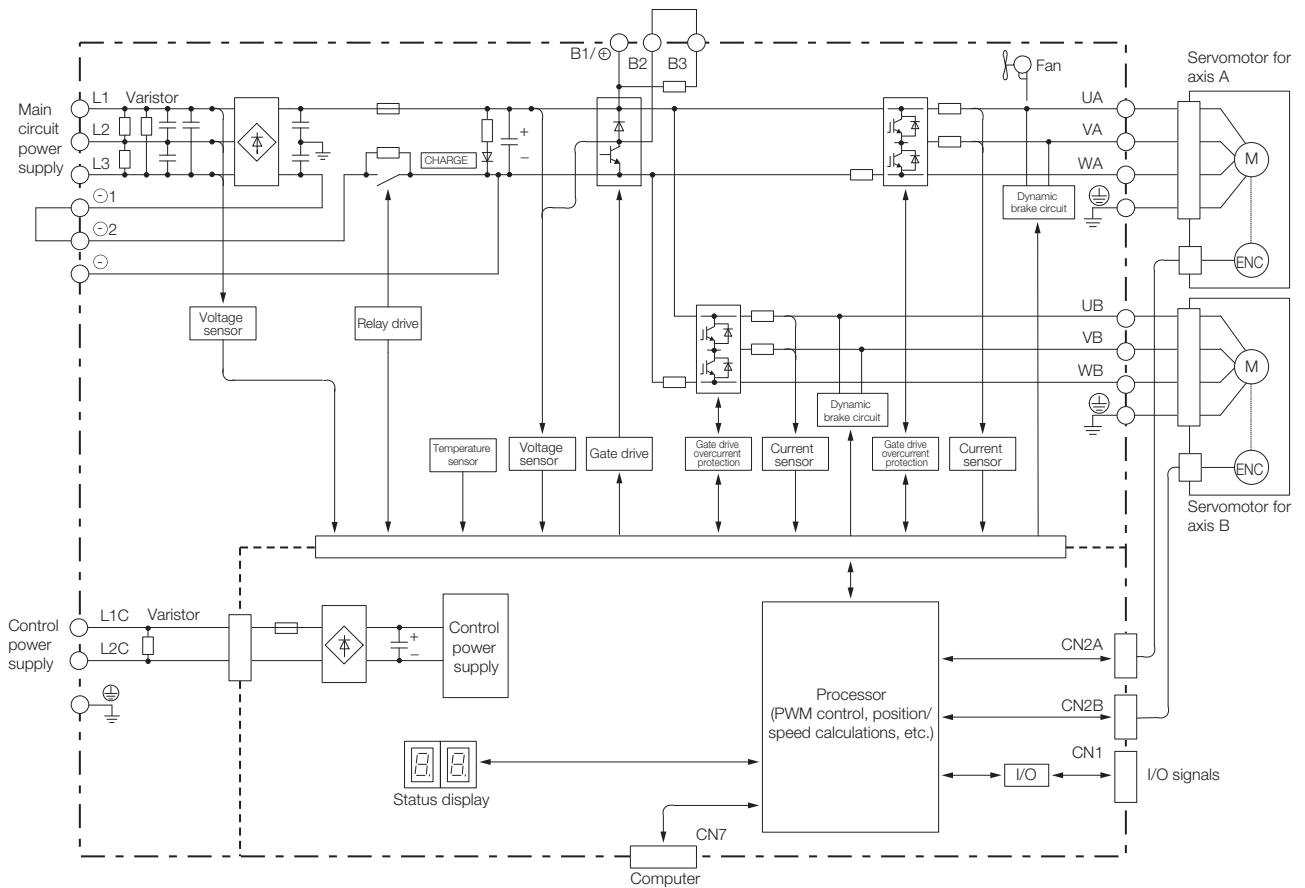 B1/⊕
B2
B3
Fan
Servomotor for
axis A
Main
circuit
power
supply
L1
Varistor
L2
L3
⊖1
⊖2
⊖
CHARGE
+
−
UA
VA
WA
M
Dynamic
brake circuit
ENC
Voltage
sensor
Relay drive
UB
VB
WB
M
Dynamic
brake circuit
ENC
Servomotor for
axis B
Temperature
sensor
Voltage
sensor
Gate drive
Gate drive
overcurrent
protection
Current
sensor
Gate drive
overcurrent
protection
Current
sensor
Control
power
supply
L1C
Varistor
L2C
+
−
Control
power
supply
Processor
(PWM control, position/
speed calculations, etc.)
CN2A
CN2B
CN1
I/O
I/O signals
8.
8.
Status display
CN7
Computer